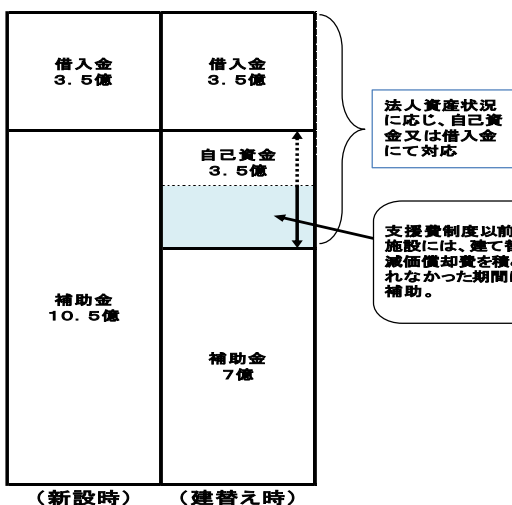 借入金
3.5億
借入金
3.5億
法人資産状況
に応じ、自己資
金又は借入金
にて対応
自己資金
3.5億
支援費制度以前
施設には、建て替
減価償却費を積
れなかった期間
補助。
補助金
10.5億
補助金
7億
(新設時)
(建替え時)